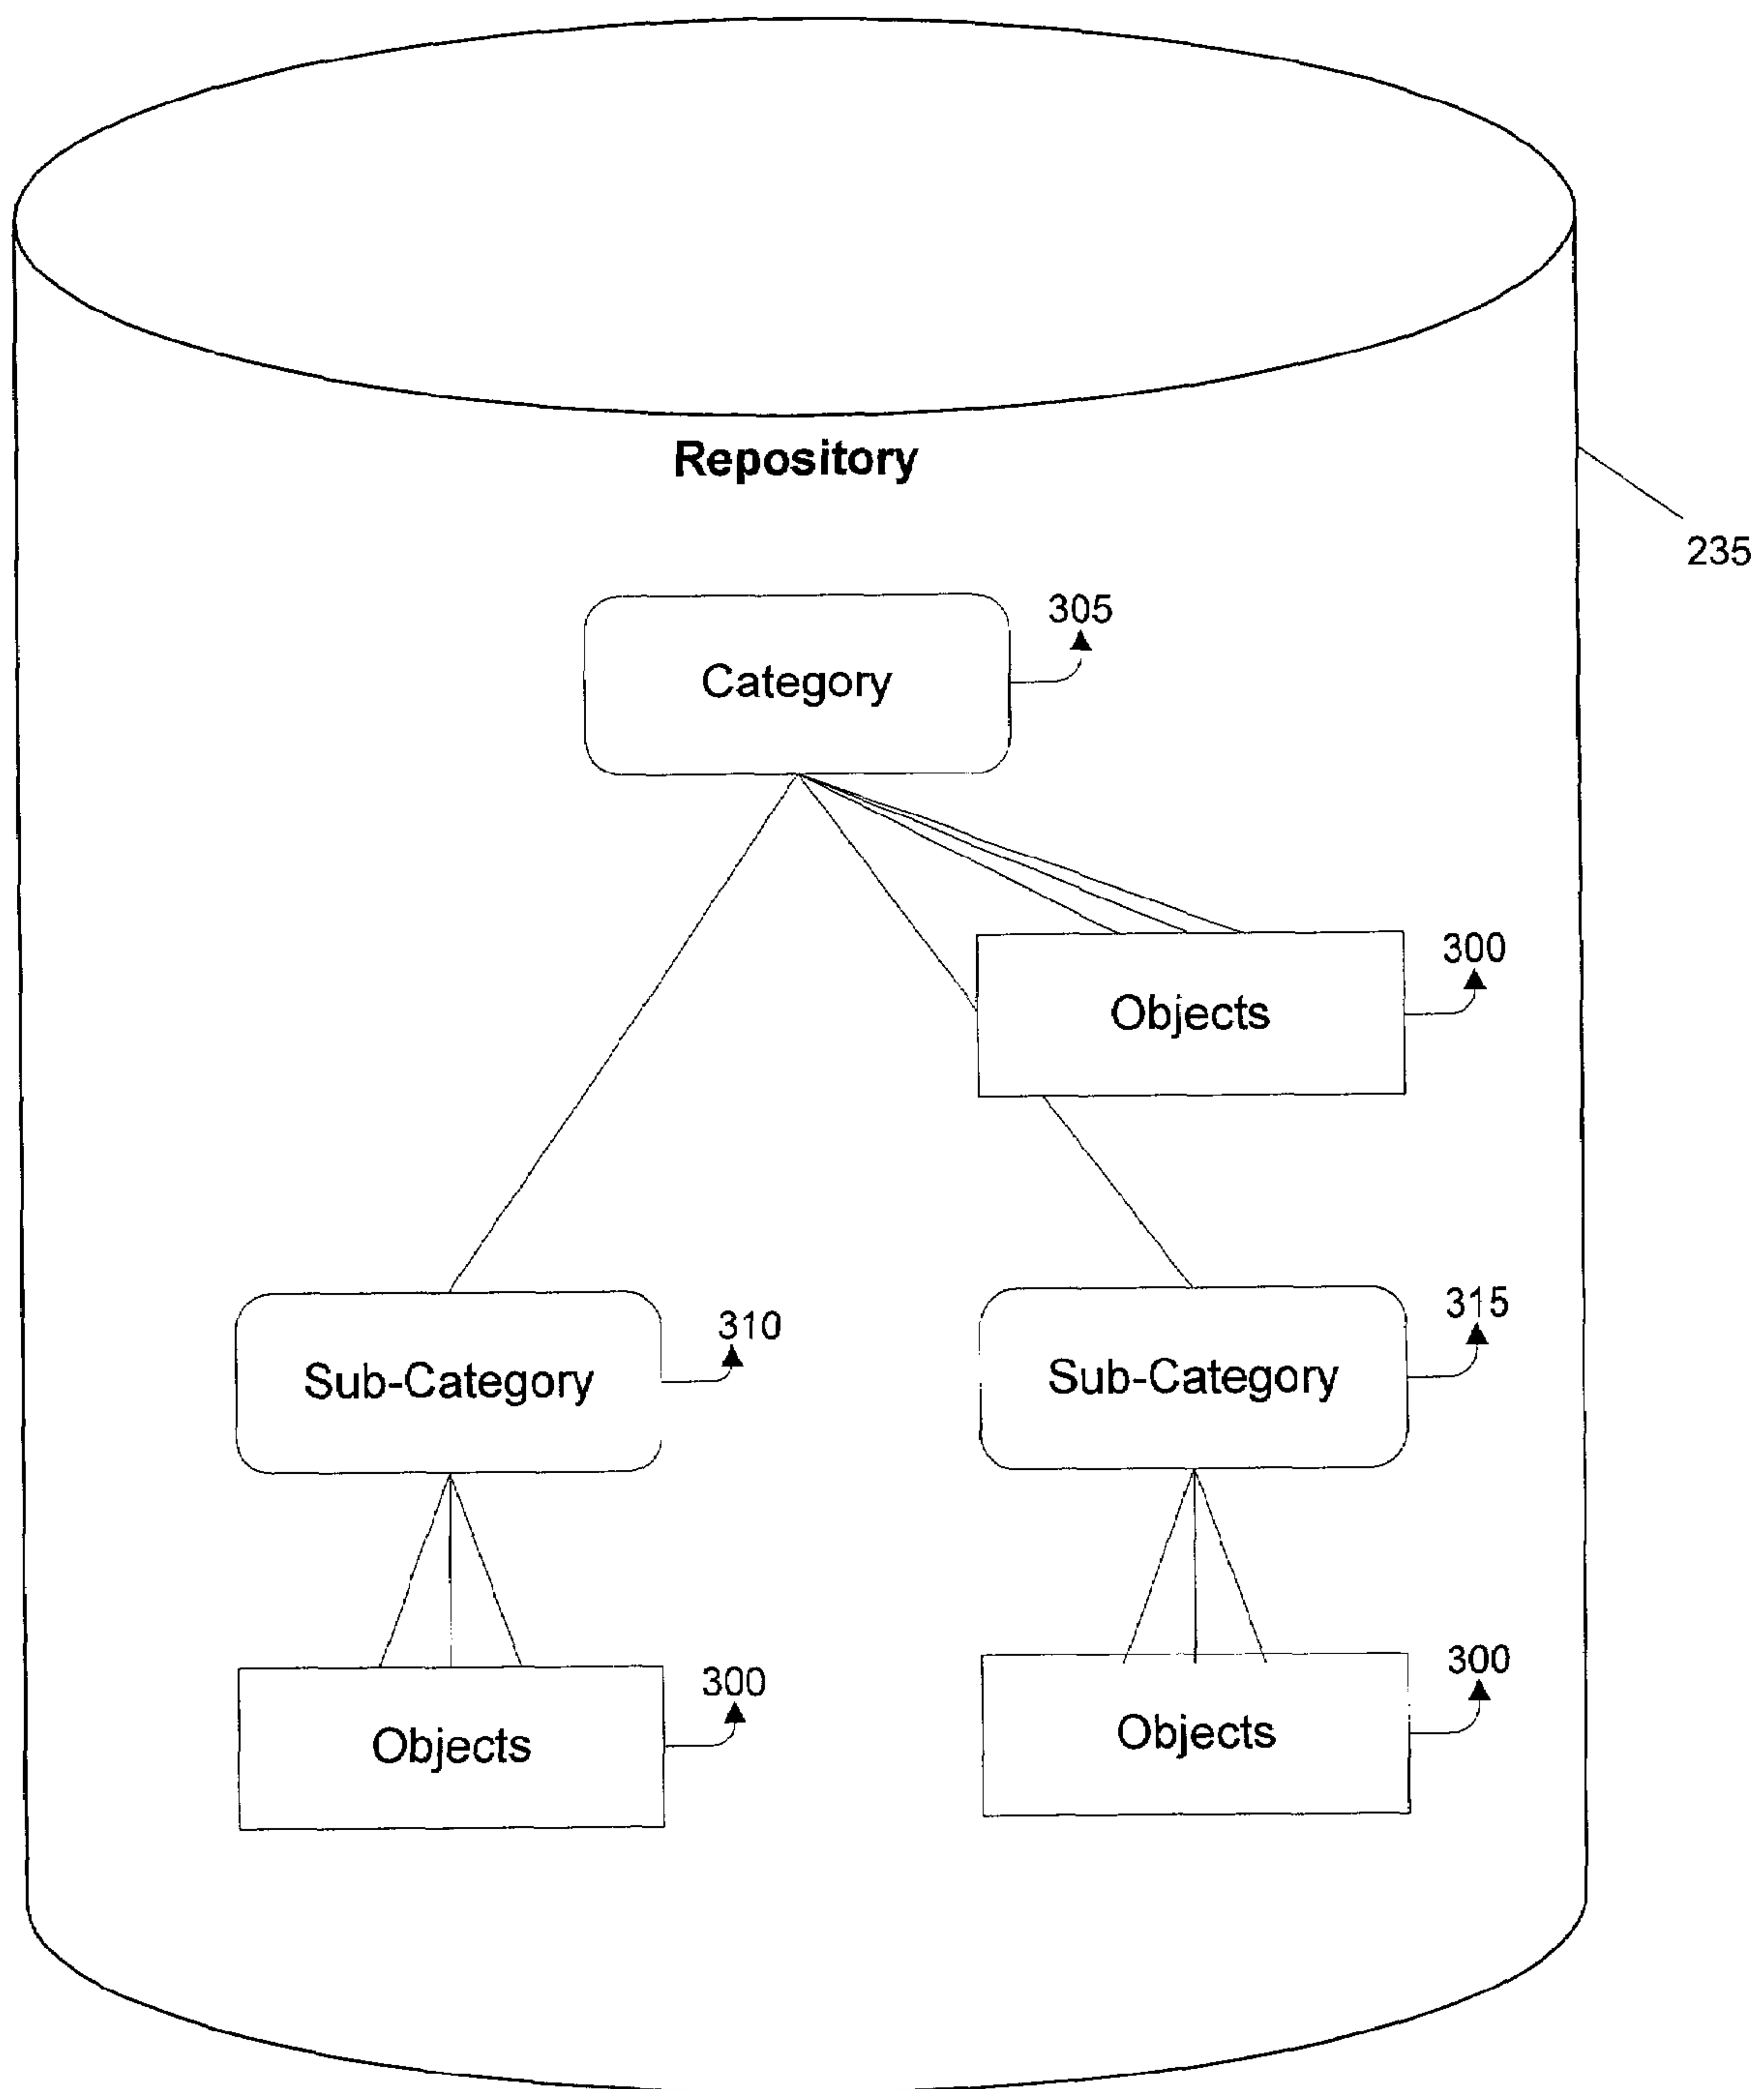 Repository
235
305
Category
300
Objects
310
Sub-Category
315
Sub-Category
300
Objects
300
Objects